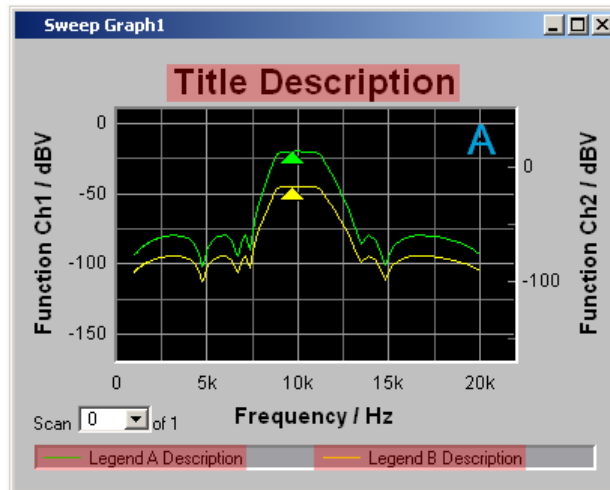 Sweep Graph1
Title Description
A
Function Ch1 / dBV
0
-50
-100
-150
0
-100
Function Ch2 / dBV
0 5k 10k 15k 20k
Frequency / Hz
Scan 0 of 1
Legend A Description Legend B Description